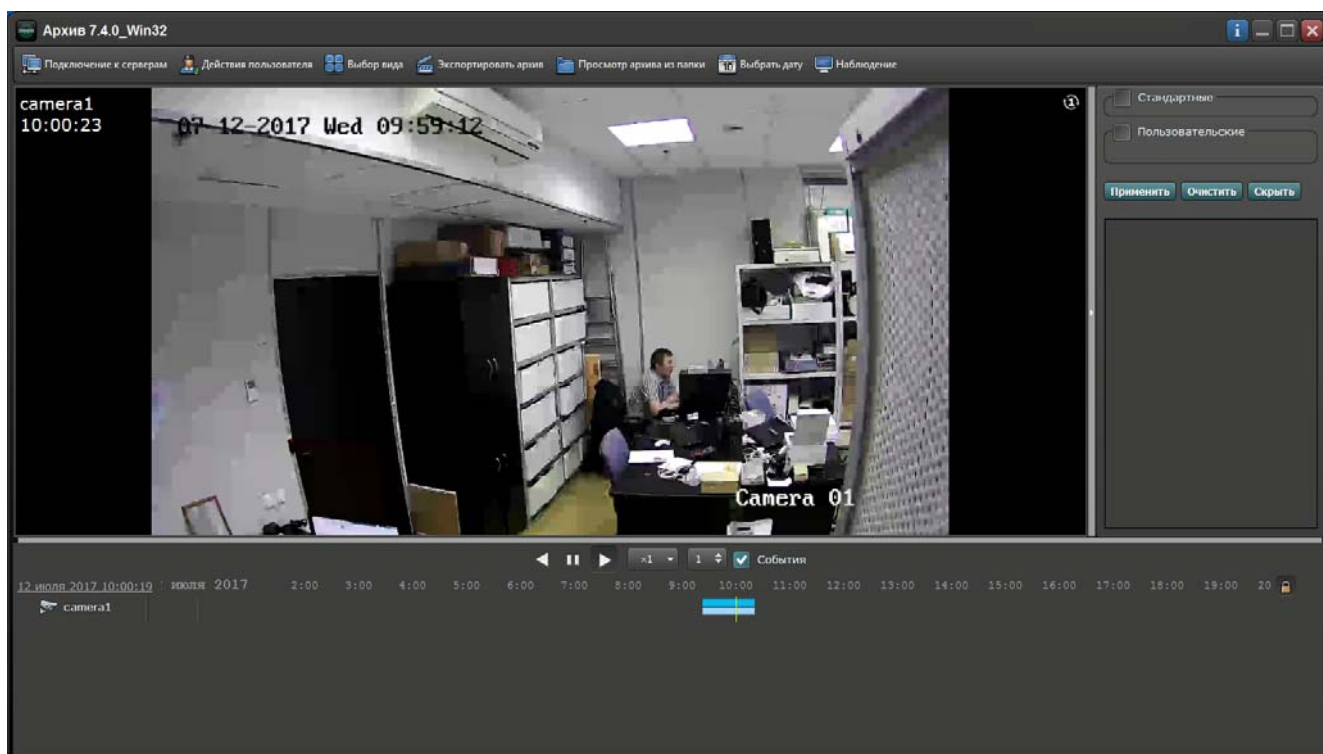 Архив 7.4.0_Win32
Подключение к серверам Действия пользователя Выбор вида Экспортировать архив Просмотр архива из папки 10 Выбрать дату Наблюдение
camera1
10:00:23
07-12-2017 Wed 09:59:12
1
Camera 01
Стандартные
Пользовательские
Применить Очистить Скрыть
x1 1 События
12 июля 2017 10:00:19 июля 2017 2:00 3:00 4:00 5:00 6:00 7:00 8:00 9:00 10:00 11:00 12:00 13:00 14:00 15:00 16:00 17:00 18:00 19:00 20
camera1